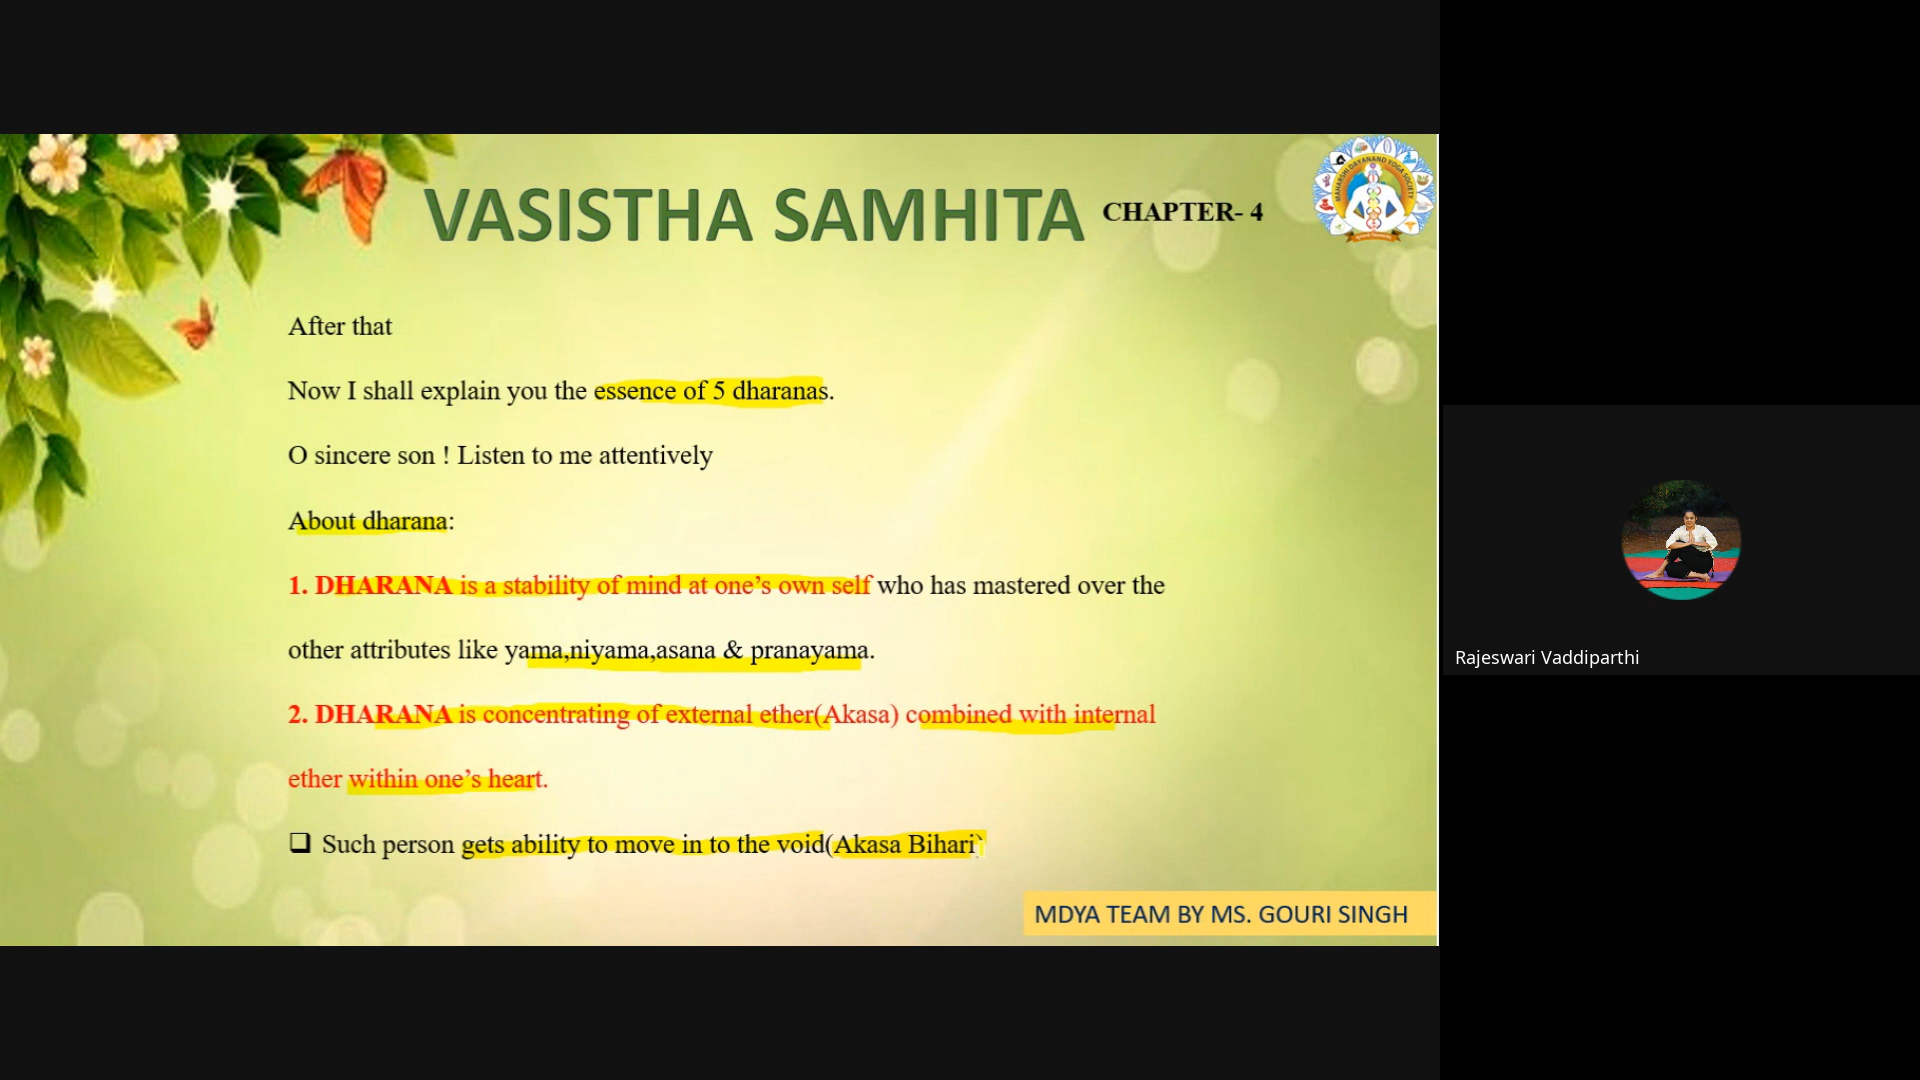 VASISTHA SAMHITA CHAPTER- 4
MAHARSHI DAYANAND YOGA SOCIETY
After that
Now I shall explain you the essence of 5 dharanas.
O sincere son ! Listen to me attentively
About dharana:
1. DHARANA is a stability of mind at one’s own self who has mastered over the
other attributes like yama,niyama,asana & pranayama.
2. DHARANA is concentrating of external ether(Akasa) combined with internal
ether within one’s heart.
Such person gets ability to move in to the void(Akasa Bihari)
MDYA TEAM BY MS. GOURI SINGH
Rajeswari Vaddiparthi